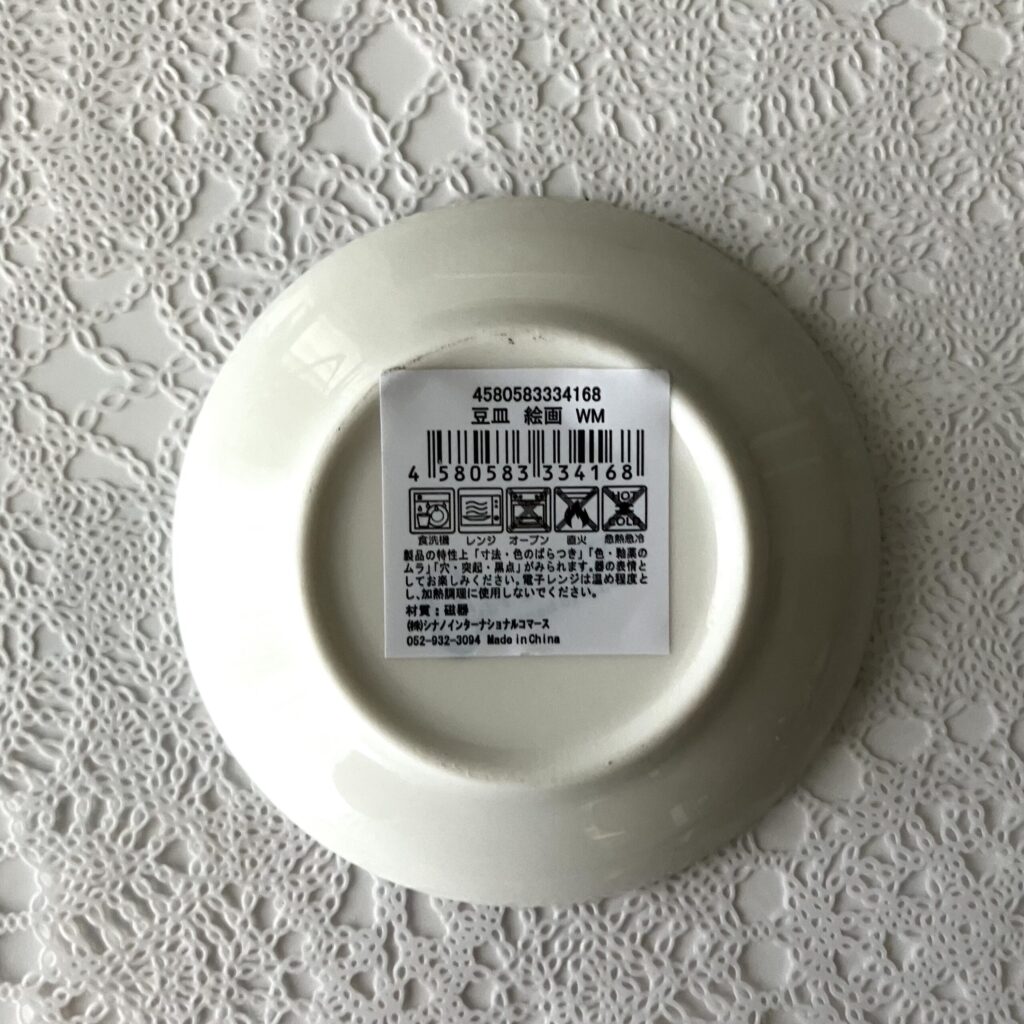 4580583334168
豆皿 絵画 WM
4 580583 334168
HOT
COLD
食洗機 レンジ オーブン 直火 急熱急冷
製品の特性上「寸法・色のばらつき」「色・釉薬の
ムラ」「穴・突起・黒点」がみられます。器の表情と
してお楽しみください。電子レンジは温め程度と
し、加熱調理に使用しないでください。
材質：磁器
㈱シナノインターナショナルコマース
052-932-3094 Made in China